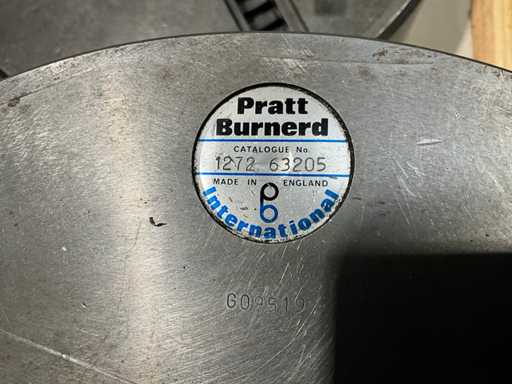 Pratt
Burnerd
CATALOGUE No.
1272 63205
MADE IN ENGLAND
International